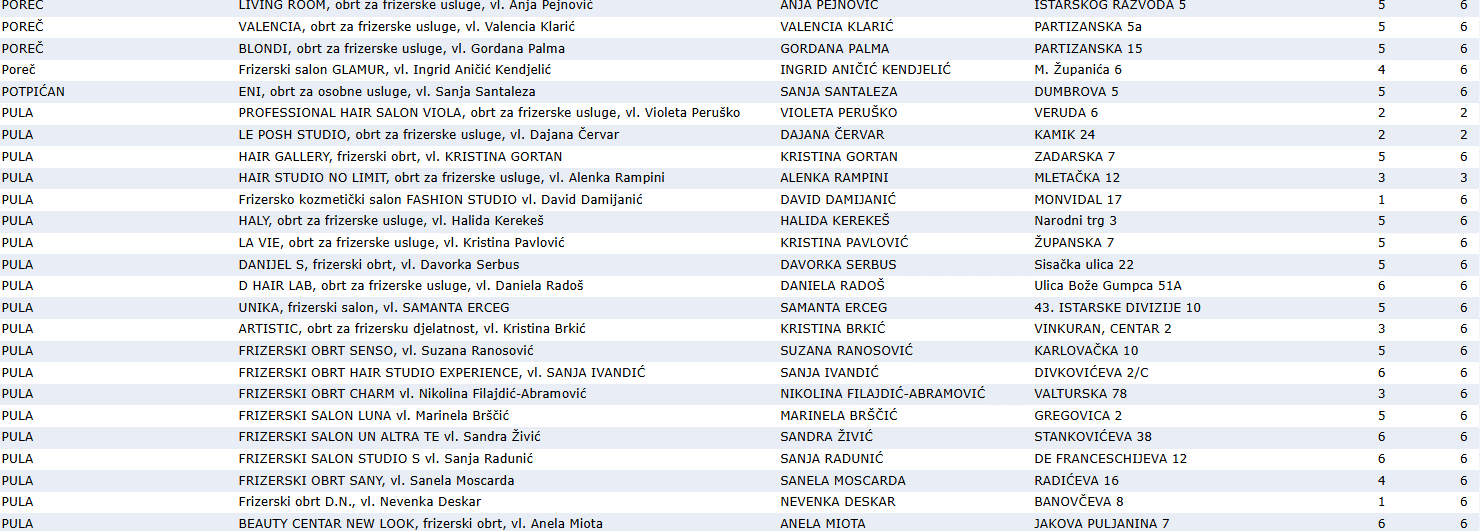 POREČ LIVING ROOM, obrt za frizerske usluge, vl. Anja Pejnović ANJA PEJNOVIĆ ISTARSKOG RAZVODA 5 5 6
POREČ VALENCIA, obrt za frizerske usluge, vl. Valencia Klarić VALENCIA KLARIĆ PARTIZANSKA 5a 5 6
POREČ BLONDI, obrt za frizerske usluge, vl. Gordana Palma GORDANA PALMA PARTIZANSKA 15 5 6
Poreč Frizerski salon GLAMUR, vl. Ingrid Aničić Kendjelić INGRID ANIČIĆ KENDJELIĆ M. Županića 6 4 6
POTPIĆAN ENI, obrt za osobne usluge, vl. Sanja Santaleza SANJA SANTALEZA DUMBROVA 5 5 6
PULA PROFESSIONAL HAIR SALON VIOLA, obrt za frizerske usluge, vl. Violeta Peruško VIOLETA PERUŠKO VERUDA 6 2 2
PULA LE POSH STUDIO, obrt za frizerske usluge, vl. Dajana Červar DAJANA ČERVAR KAMIK 24 2 2
PULA HAIR GALLERY, frizerski obrt, vl. KRISTINA GORTAN KRISTINA GORTAN ZADARSKA 7 5 6
PULA HAIR STUDIO NO LIMIT, obrt za frizerske usluge, vl. Alenka Rampini ALENKA RAMPINI MLETAČKA 12 3 3
PULA Frizersko kozmetički salon FASHION STUDIO vl. David Damijanić DAVID DAMIJANIĆ MONVIDAL 17 1 6
PULA HALY, obrt za frizerske usluge, vl. Halida Kerekeš HALIDA KEREKEŠ Narodni trg 3 5 6
PULA LA VIE, obrt za frizerske usluge, vl. Kristina Pavlović KRISTINA PAVLOVIĆ ŽUPANSKA 7 5 6
PULA DANIJEL S, frizerski obrt, vl. Davorka Serbus DAVORKA SERBUS Sisačka ulica 22 5 6
PULA D HAIR LAB, obrt za frizerske usluge, vl. Daniela Radoš DANIELA RADOŠ Ulica Bože Gumpca 51A 6 6
PULA UNIKA, frizerski salon, vl. SAMANTA ERCEG SAMANTA ERCEG 43. ISTARSKE DIVIZIJE 10 5 6
PULA ARTISTIC, obrt za frizersku djelatnost, vl. Kristina Brkić KRISTINA BRKIĆ VINKURAN, CENTAR 2 3 6
PULA FRIZERSKI OBRT SENSO, vl. Suzana Ranosović SUZANA RANOSOVIĆ KARLOVAČKA 10 5 6
PULA FRIZERSKI OBRT HAIR STUDIO EXPERIENCE, vl. SANJA IVANDIĆ SANJA IVANDIĆ DIVKOVIĆEVA 2/C 6 6
PULA FRIZERSKI OBRT CHARM vl. Nikolina Filajdić-Abramović NIKOLINA FILAJDIĆ-ABRAMOVIĆ VALTURSKA 78 3 6
PULA FRIZERSKI SALON LUNA vl. Marinela Brščić MARINELA BRŠČIĆ GREGOVICA 2 5 6
PULA FRIZERSKI SALON UN ALTRA TE vl. Sandra Živić SANDRA ŽIVIĆ STANKOVIĆEVA 38 6 6
PULA FRIZERSKI SALON STUDIO S vl. Sanja Radunić SANJA RADUNIĆ DE FRANCESCHIJEVA 12 6 6
PULA FRIZERSKI OBRT SANY, vl. Sanela Moscarda SANELA MOSCARDA RADIĆEVA 16 4 6
PULA Frizerski obrt D.N., vl. Nevenka Deskar NEVENKA DESKAR BANOVČEVA 8 1 6
PULA BEAUTY CENTAR NEW LOOK, frizerski obrt, vl. Anela Miota ANELA MIOTA JAKOVA PULJANINA 7 6 6